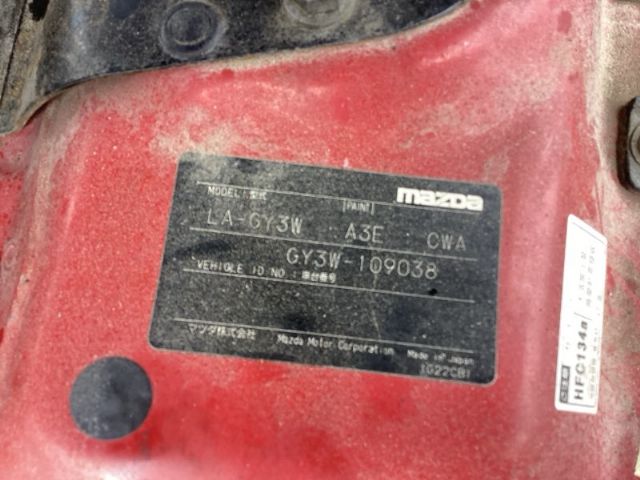 mazda
MODEL : 型式 [PAINT]
LA-GY3W A3E CWA
GY3W-109038
VEHICLE ID NO : 車台番号
マツダ株式会社 Mazda Motor Corporation Made in Japan
1G22CB1
HFC134a